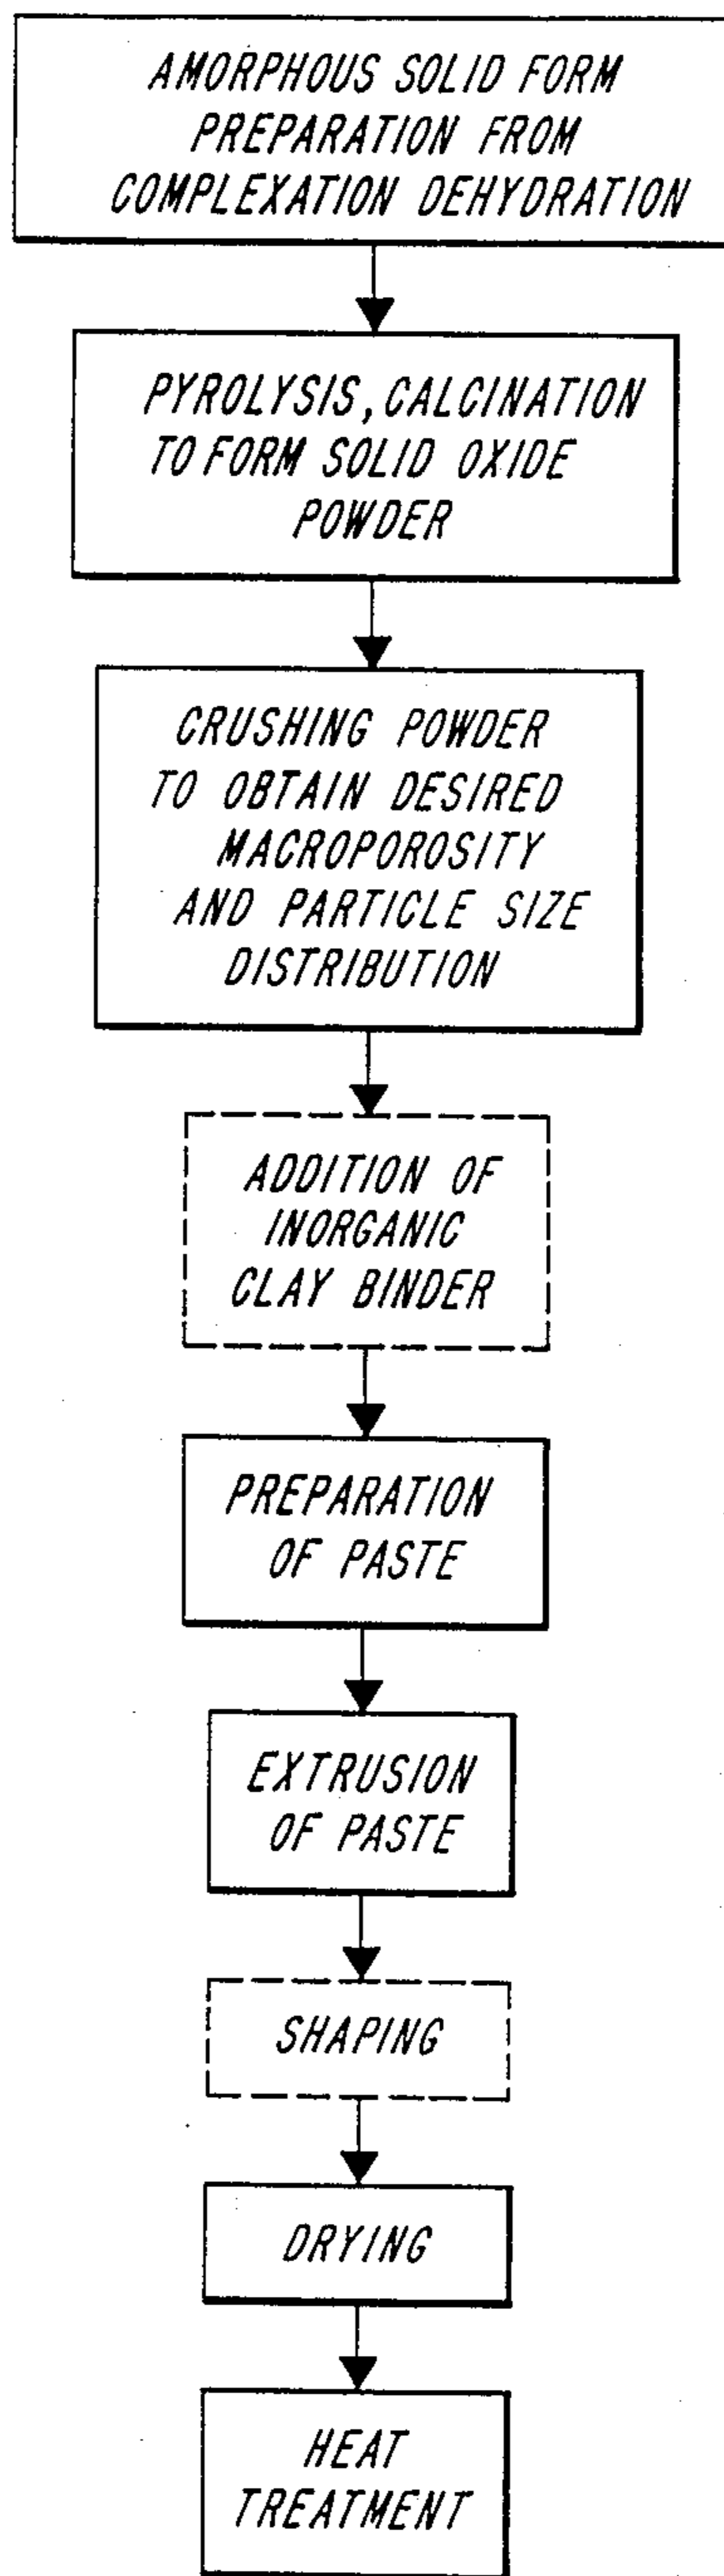 AMORPHOUS SOLID FORM
PREPARATION FROM
COMPLEXATION DEHYDRATION
PYROLYSIS, CALCINATION
TO FORM SOLID OXIDE
POWDER
CRUSHING POWDER
TO OBTAIN DESIRED
MACROPOROSITY
AND PARTICLE SIZE
DISTRIBUTION
ADDITION OF
INORGANIC
CLAY BINDER
PREPARATION
OF PASTE
EXTRUSION
OF PASTE
SHAPING
DRYING
HEAT
TREATMENT